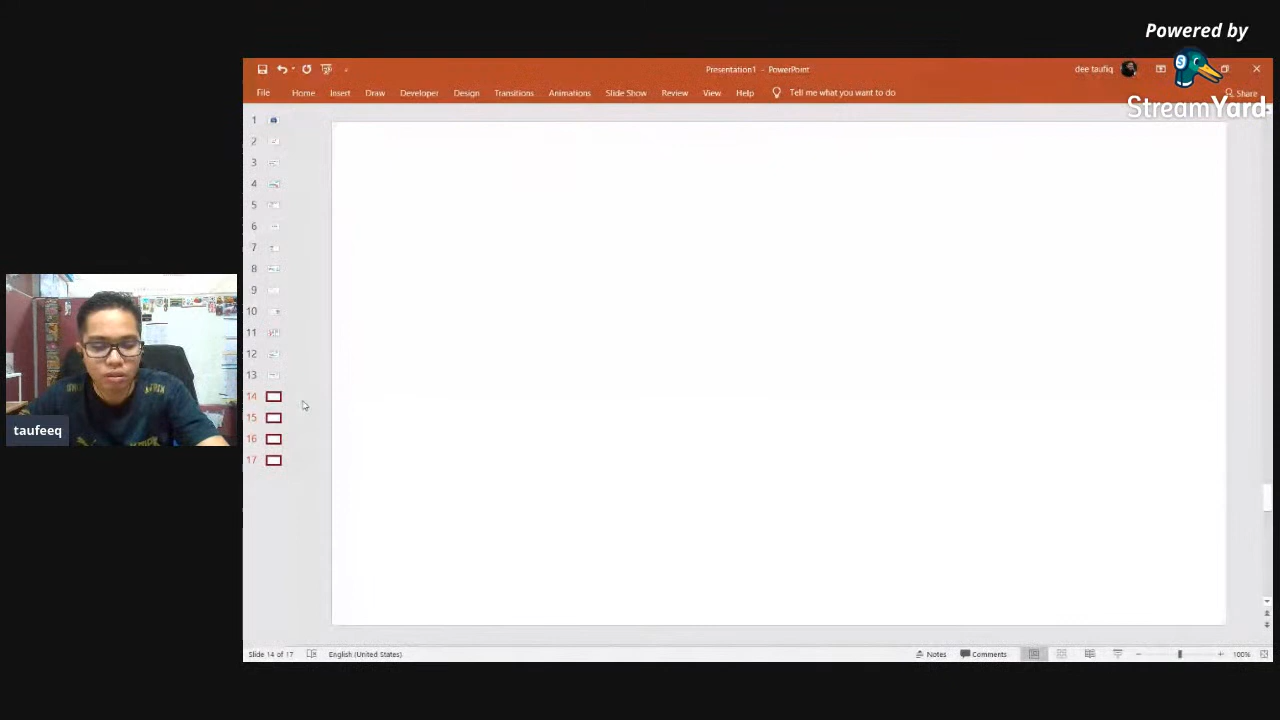 Powered by
StreamYard
Presentation1 - PowerPoint
dee taufiq
File Home Insert Draw Developer Design Transitions Animations Slide Show Review View Help Tell me what you want to do
Share
1
2
3
4
5
6
7
8
9
10
11
12
13
14
15
16
17
taufeeq
Slide 14 of 17 English (United States) Notes Comments 100%